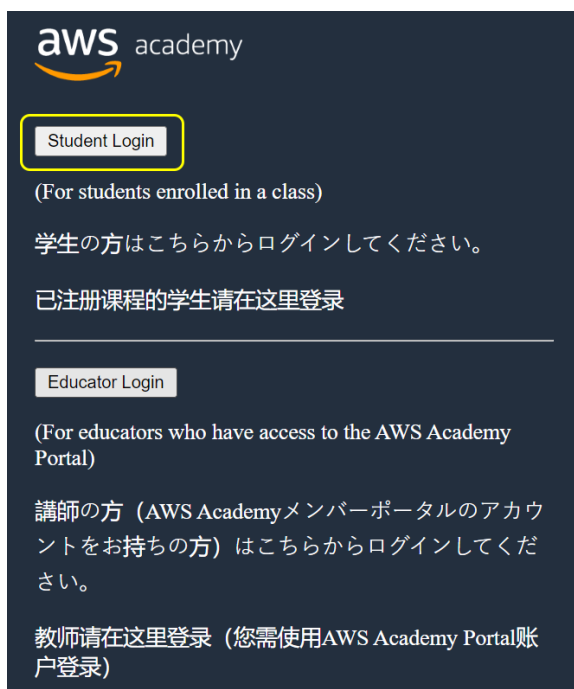 aws academy
Student Login
(For students enrolled in a class)
学生の方はこちらからログインしてください。
已注册课程的学生请在这里登录
Educator Login
(For educators who have access to the AWS Academy
Portal)
講師の方（AWS Academyメンバーポータルのアカウ
ントをお持ちの方）はこちらからログインしてくだ
さい。
教师请在这里登录（您需使用AWS Academy Portal账
户登录）